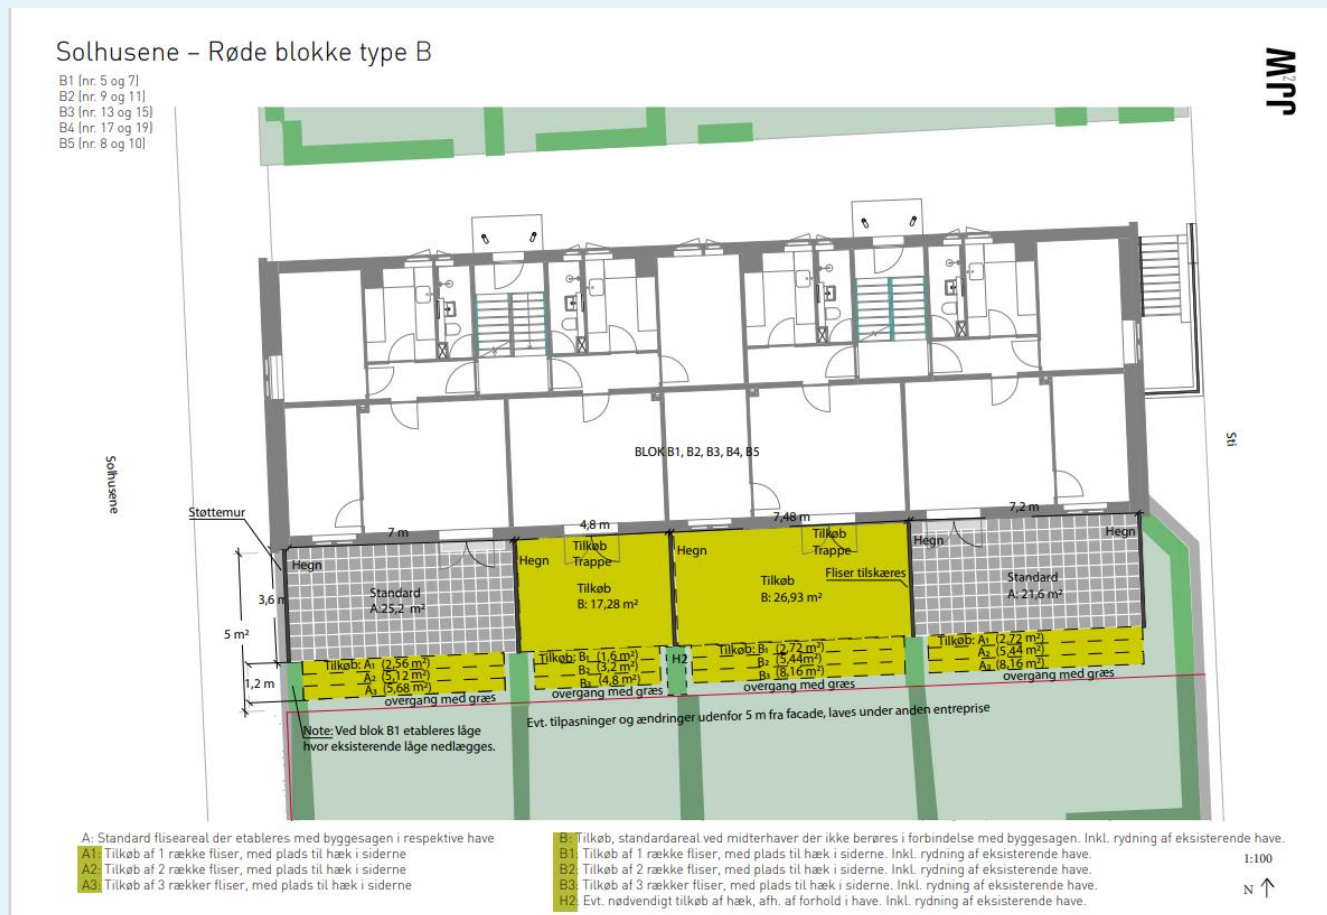 Solhusene – Røde blokke type B
JJW²
B1 (nr. 5 og 7)
B2 (nr. 9 og 11)
B3 (nr. 13 og 15)
B4 (nr. 17 og 19)
B5 (nr. 8 og 10)
BLOK B1, B2, B3, B4, B5
Solhusene
Sti
Støttemur
7 m
4,8 m
7,48 m
7,2 m
Hegn
Hegn
Hegn
Hegn
Tilkøb
Trappe
Tilkøb
Trappe
Fliser tilskæres
Standard
A:25,2 m²
Tilkøb
B: 17,28 m²
Tilkøb
B: 26,93 m²
Standard
A: 21,6 m²
3,6 m
5 m²
1,2 m
Tilkøb: A1 (2,56 m²)
A2 (5,12 m²)
A3 (5,68 m²)
overgang med græs
Tilkøb: B1 (1,6 m²)
B2 (3,2 m²)
B3 (4,8 m²)
overgang med græs
H2
Tilkøb: B1 (2,72 m²)
B2 (5,44m²)
B3 (8,16 m²)
overgang med græs
Tilkøb: A1 (2,72 m²)
A2 (5,44 m²)
A3 (8,16 m²)
overgang med græs
Evt. tilpasninger og ændringer udenfor 5 m fra facade, laves under anden entreprise
Note: Ved blok B1 etableres låge
hvor eksisterende låge nedlægges.
A: Standard fliseareal der etableres med byggesagen i respektive have
A1: Tilkøb af 1 række fliser, med plads til hæk i siderne
A2: Tilkøb af 2 rækker fliser, med plads til hæk i siderne
A3: Tilkøb af 3 rækker fliser, med plads til hæk i siderne
B: Tilkøb, standardareal ved midterhaver der ikke berøres i forbindelse med byggesagen. Inkl. rydning af eksisterende have.
B1: Tilkøb af 1 række fliser, med plads til hæk i siderne. Inkl. rydning af eksisterende have.
B2: Tilkøb af 2 række fliser, med plads til hæk i siderne. Inkl. rydning af eksisterende have.
B3: Tilkøb af 3 rækker fliser, med plads til hæk i siderne. Inkl. rydning af eksisterende have.
H2: Evt. nødvendigt tilkøb af hæk, afh. af forhold i have. Inkl. rydning af eksisterende have.
1:100
N